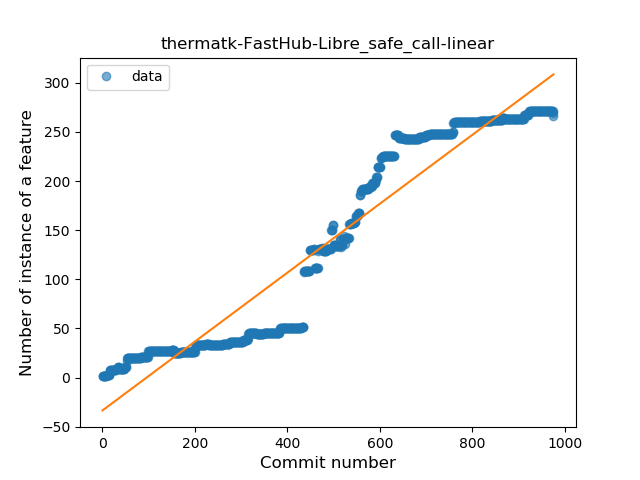 thermatk-FastHub-Libre_safe_call-linear
data
Number of instance of a feature
300
250
200
150
100
50
0
−50
0 200 400 600 800 1000
Commit number